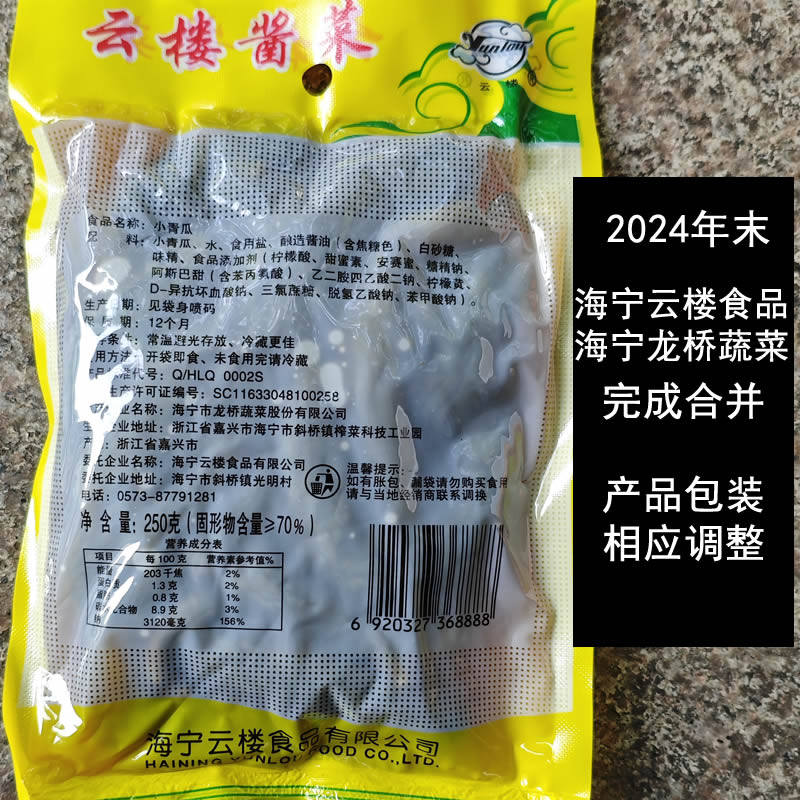 云楼酱菜
Yunlou
云楼
食品名称：小青瓜
配料：小青瓜、水、食用盐、酿造酱油（含焦糖色）、白砂糖、
味精、食品添加剂（柠檬酸、甜蜜素、安赛蜜、糖精钠、
阿斯巴甜（含苯丙氨酸）、乙二胺四乙酸二钠、柠檬黄、
D-异抗坏血酸钠、三氯蔗糖、脱氢乙酸钠、苯甲酸钠）。
生产日期：见袋身喷码
保质期：12个月
条件：常温避光存放、冷藏更佳
用方法：开袋即食、未食用完请冷藏
标准代号：Q/HLQ 0002S
生产许可证编号：SC11633048100258
企业名称：海宁市龙桥蔬菜股份有限公司
企业地址：浙江省嘉兴市海宁市斜桥镇榨菜科技工业园
产地：浙江省嘉兴市
委托企业名称：海宁云楼食品有限公司
委托企业地址：海宁市斜桥镇光明村
电话：0573-87791281
温馨提示
如有胀包、漏袋请勿购买食用
请与当地经销商联系调换
净含量：250克（固形物含量≥70%）
营养成分表
项目 每100克 营养素参考值%
能量 203千焦 2%
蛋白质 1.3克 2%
0.8克 1%
化合物 8.9克 3%
钠 3120毫克 156%
6 920327 368888
海宁云楼食品有限公司
HAINING YUNLOU FOOD CO.,LTD.
2024年末
海宁云楼食品
海宁龙桥蔬菜
完成合并
产品包装
相应调整